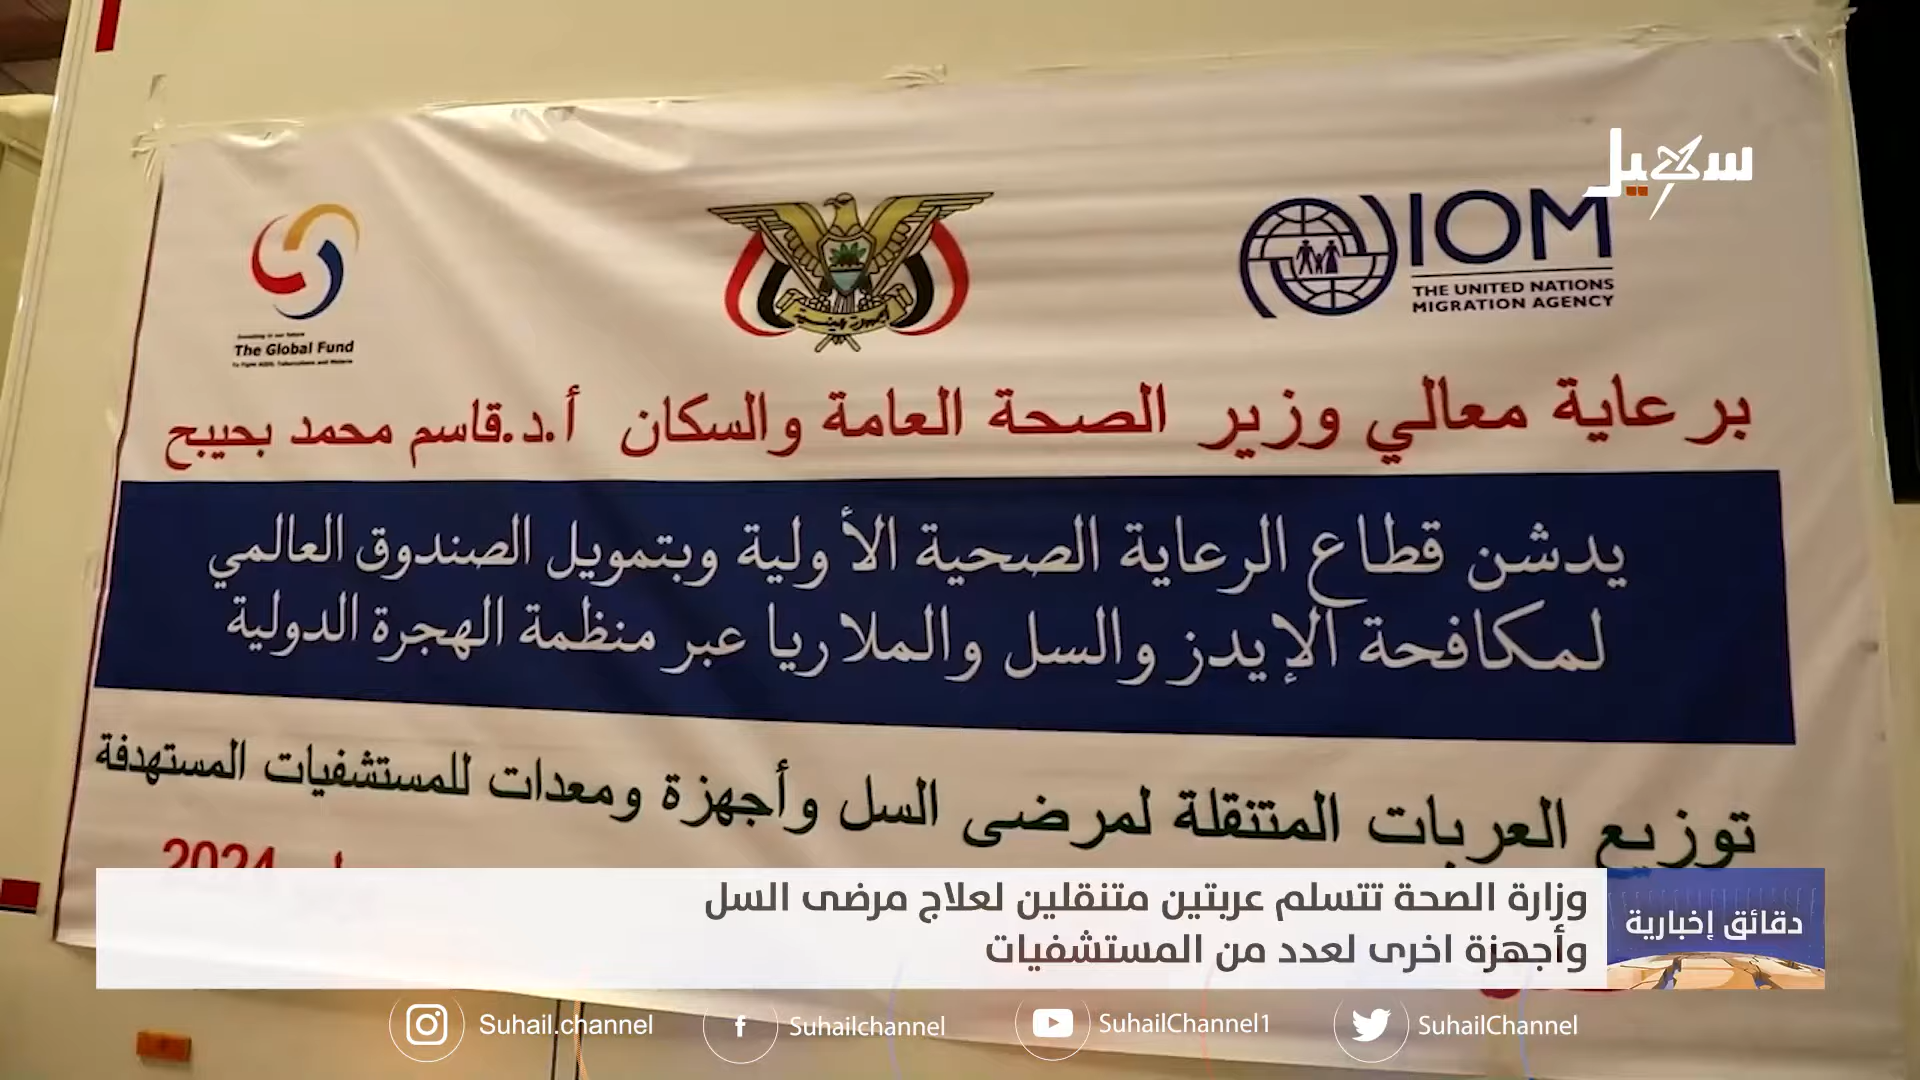 سهيل
IOM
THE UNITED NATIONS
MIGRATION AGENCY
The Global Fund
برعاية معالي وزير الصحة العامة والسكان أ.د.قاسم محمد بحيبح
يدشن قطاع الرعاية الصحية الأولية وبتمويل الصندوق العالمي
لمكافحة الإيدز والسل والملاريا عبر منظمة الهجرة الدولية
توزيع العربات المتنقلة لمرضى السل وأجهزة ومعدات للمستشفيات المستهدفة
2024
دقائق إخبارية
وزارة الصحة تتسلم عربتين متنقلين لعلاج مرضى السل
وأجهزة اخرى لعدد من المستشفيات
Suhail.channel
Suhailchannel
SuhailChannel1
SuhailChannel